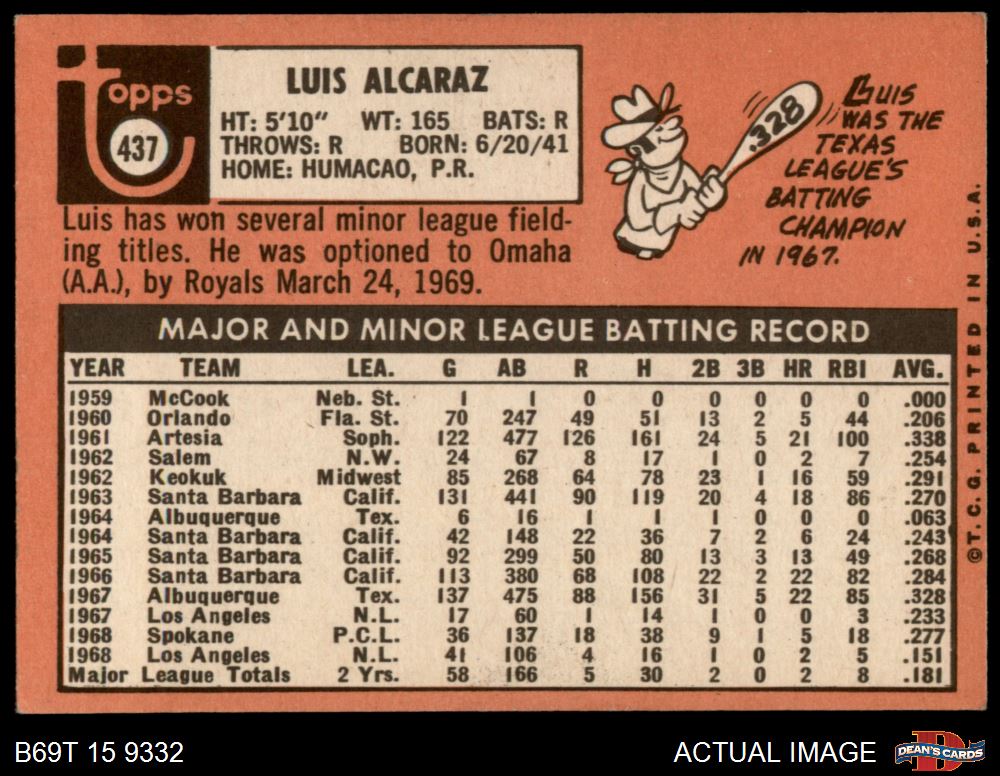 topps
437
LUIS ALCARAZ
HT: 5'10" WT: 165 BATS: R
THROWS: R BORN: 6/20/41
HOME: HUMACAO, P.R.
Luis has won several minor league field-
ing titles. He was optioned to Omaha
(A.A.), by Royals March 24, 1969.
.328
LUIS
WAS THE
TEXAS
LEAGUE'S
BATTING
CHAMPION
IN 1967.
MAJOR AND MINOR LEAGUE BATTING RECORD
YEAR TEAM LEA. G AB R H 2B 3B HR RBI AVG.
1959 McCook Neb. St. 1 1 0 0 0 0 0 0 .000
1960 Orlando Fla. St. 70 247 49 51 13 2 5 44 .206
1961 Artesia Soph. 122 477 126 161 24 5 21 100 .338
1962 Salem N.W. 24 67 8 17 1 0 2 7 .254
1962 Keokuk Midwest 85 268 64 78 23 1 16 59 .291
1963 Santa Barbara Calif. 131 441 90 119 20 4 18 86 .270
1964 Albuquerque Tex. 6 16 1 1 1 0 0 0 .063
1964 Santa Barbara Calif. 42 148 22 36 7 2 6 24 .243
1965 Santa Barbara Calif. 92 299 50 80 13 3 13 49 .268
1966 Santa Barbara Calif. 113 380 68 108 22 2 22 82 .284
1967 Albuquerque Tex. 137 475 88 156 31 5 22 85 .328
1967 Los Angeles N.L. 17 60 1 14 1 0 0 3 .233
1968 Spokane P.C.L. 36 137 18 38 9 1 5 18 .277
1968 Los Angeles N.L. 41 106 4 16 1 0 2 5 .151
Major League Totals 2 Yrs. 58 166 5 30 2 0 2 8 .181
©T.C.G. PRINTED IN U.S.A.
B69T 15 9332
ACTUAL IMAGE
D
DEAN'S CARDS